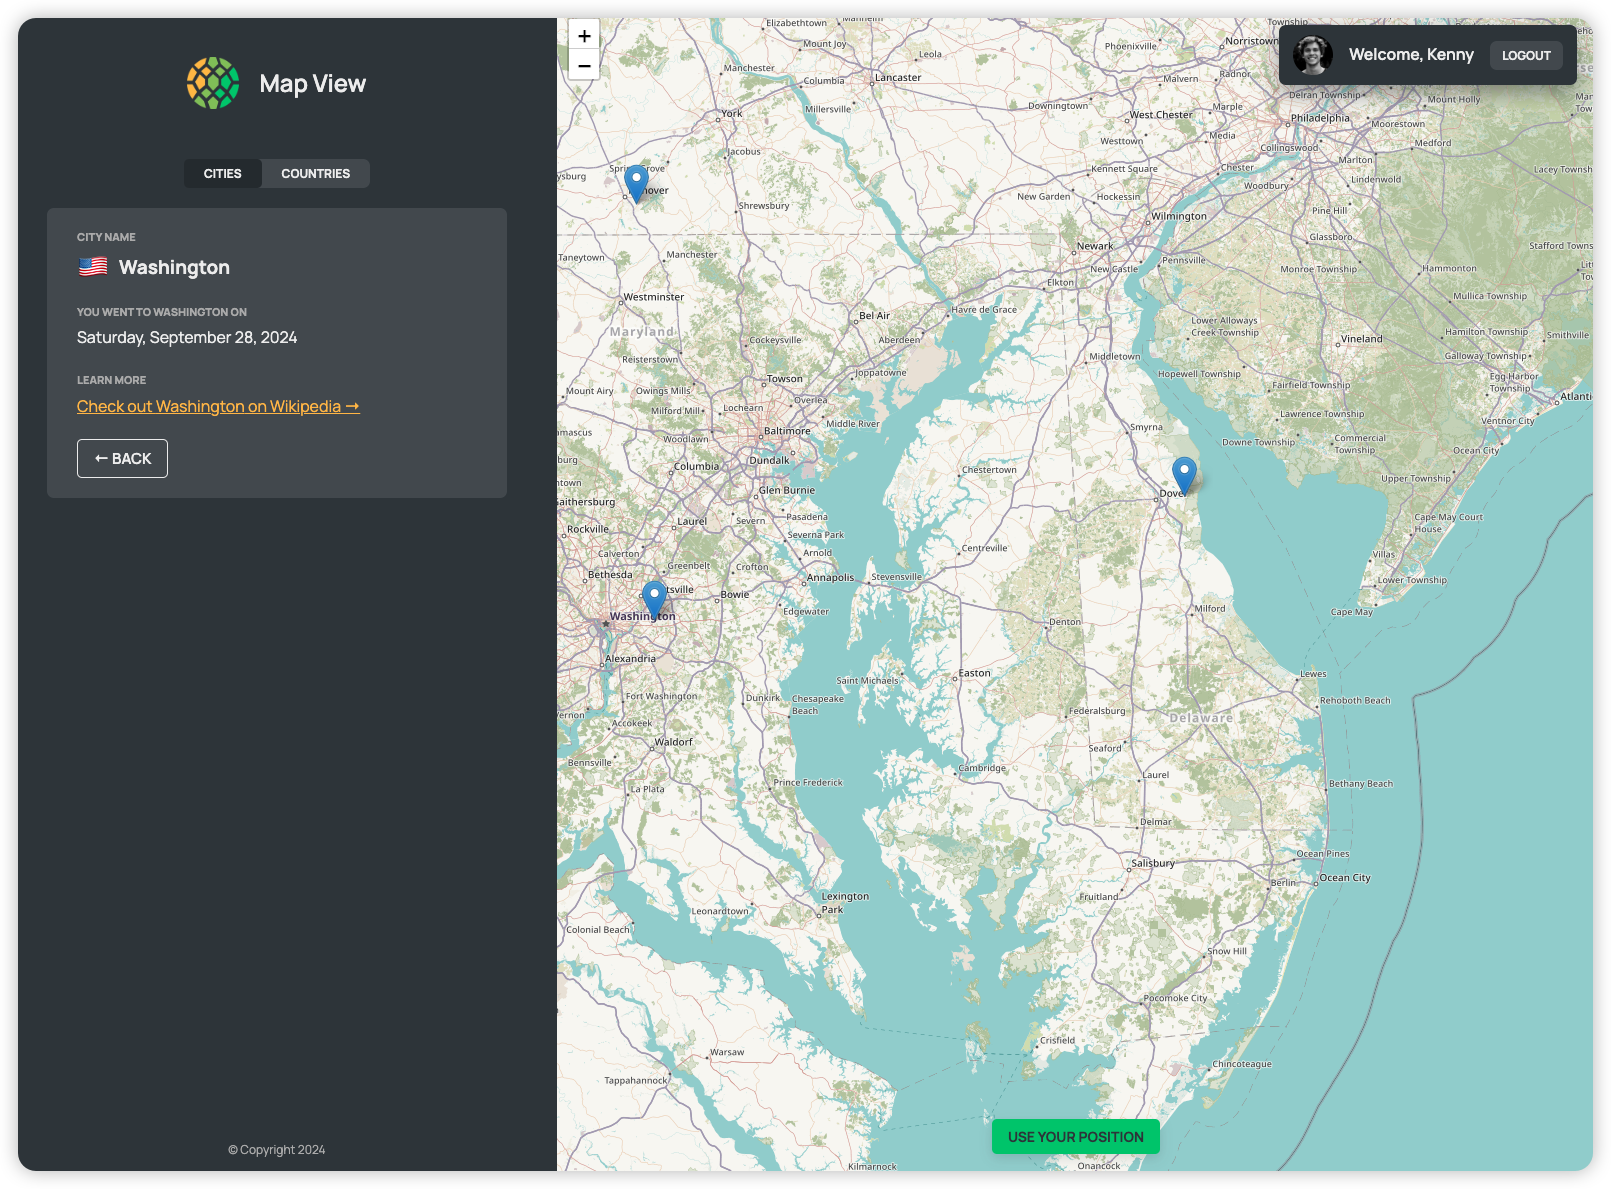 Map View
CITIES
COUNTRIES
CITY NAME
Washington
YOU WENT TO WASHINGTON ON
Saturday, September 28, 2024
LEARN MORE
Check out Washington on Wikipedia →
← BACK
© Copyright 2024
+
−
Welcome, Kenny
LOGOUT
Elizabethtown
Mount Joy
Leola
Phoenixville
Norristown
Manchester
Columbia
Lancaster
Malvern
Radnor
Delran Township
Mount Holly
Millersville
Downingtown
West Chester
Marple
Philadelphia
Moorestown
York
Westtown
Media
Collingswood
Medford
Jacobus
Marlton
Kennett Square
Chester
Lindenwold
Lacey Township
Woodbury
New Garden
Hockessin
Shrewsbury
Wilmington
Pine Hill
Glassboro
Newark
Stafford
Taneytown
Manchester
New Castle
Pennsville
Monroe Township
Hammonton
Elkton
Westminster
Havre de Grace
Mullica Township
Maryland
Bel Air
Lower Alloways
Creek Township
Hamilton Township
Smithville
Cockeysville
Aberdeen
Vineland
Reisterstown
Middletown
Galloway Township
Joppatowne
Hopewell Township
Egg Harbor
Township
Mount Airy
Owings Mills
Towson
Fairfield Township
Overlea
Milford Mill
Lochearn
Lawrence Township
Ventnor City
Middle River
Smyrna
Woodlawn
Baltimore
Downe Township
Commercial
Township
Ocean City
Dundalk
Columbia
Chestertown
Upper Township
Glen Burnie
Dover
Laurel
Severn
Pasadena
Cape May Court
House
Rockville
Severna Park
Calverton
Arnold
Centreville
Villas
Greenbelt
Crofton
Bethesda
Annapolis
Stevensville
Lower Township
Bowie
Edgewater
Milford
Cape May
Washington
Denton
Alexandria
Easton
Lewes
Saint Michaels
Fort Washington
Dunkirk
Chesapeake
Beach
Rehoboth Beach
Accokeek
Federalsburg
Delaware
Waldorf
Seaford
Bennsville
Cambridge
Laurel
Prince Frederick
Bethany Beach
La Plata
Delmar
Ocean Pines
Salisbury
Ocean City
Berlin
Lexington
Park
Fruitland
Leonardtown
Colonial Beach
Snow Hill
Pocomoke City
Crisfield
Warsaw
Chincoteague
Tappahannock
USE YOUR POSITION
Kilmarnock
Onancock